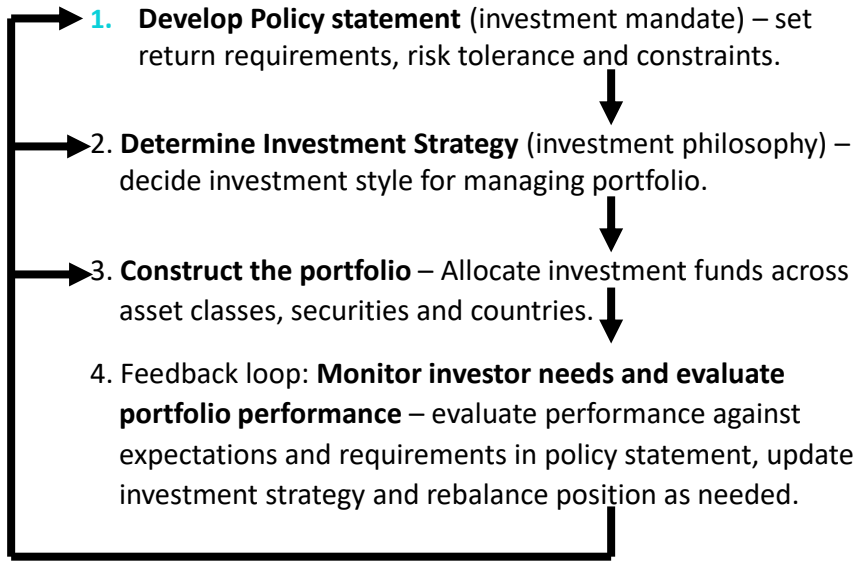 1. Develop Policy statement (investment mandate) – set
return requirements, risk tolerance and constraints.
2. Determine Investment Strategy (investment philosophy) –
decide investment style for managing portfolio.
3. Construct the portfolio – Allocate investment funds across
asset classes, securities and countries.
4. Feedback loop: Monitor investor needs and evaluate
portfolio performance – evaluate performance against
expectations and requirements in policy statement, update
investment strategy and rebalance position as needed.